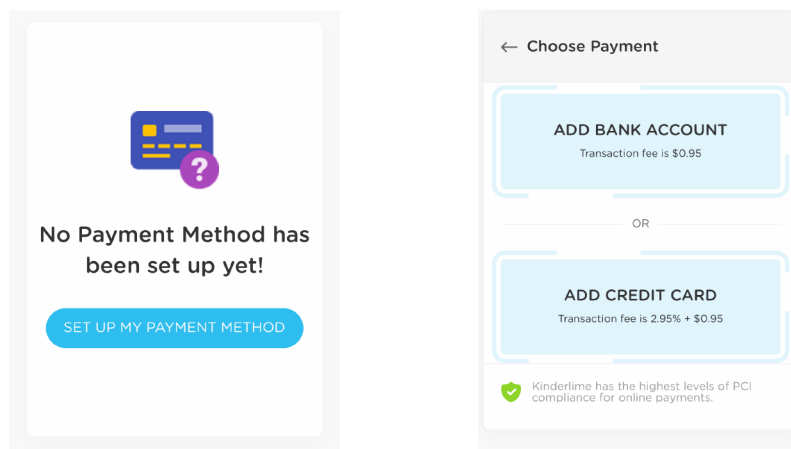 No Payment Method has
been set up yet!
SET UP MY PAYMENT METHOD
← Choose Payment
ADD BANK ACCOUNT
Transaction fee is $0.95
OR
ADD CREDIT CARD
Transaction fee is 2.95% + $0.95
Kinderlime has the highest levels of PCI
compliance for online payments.